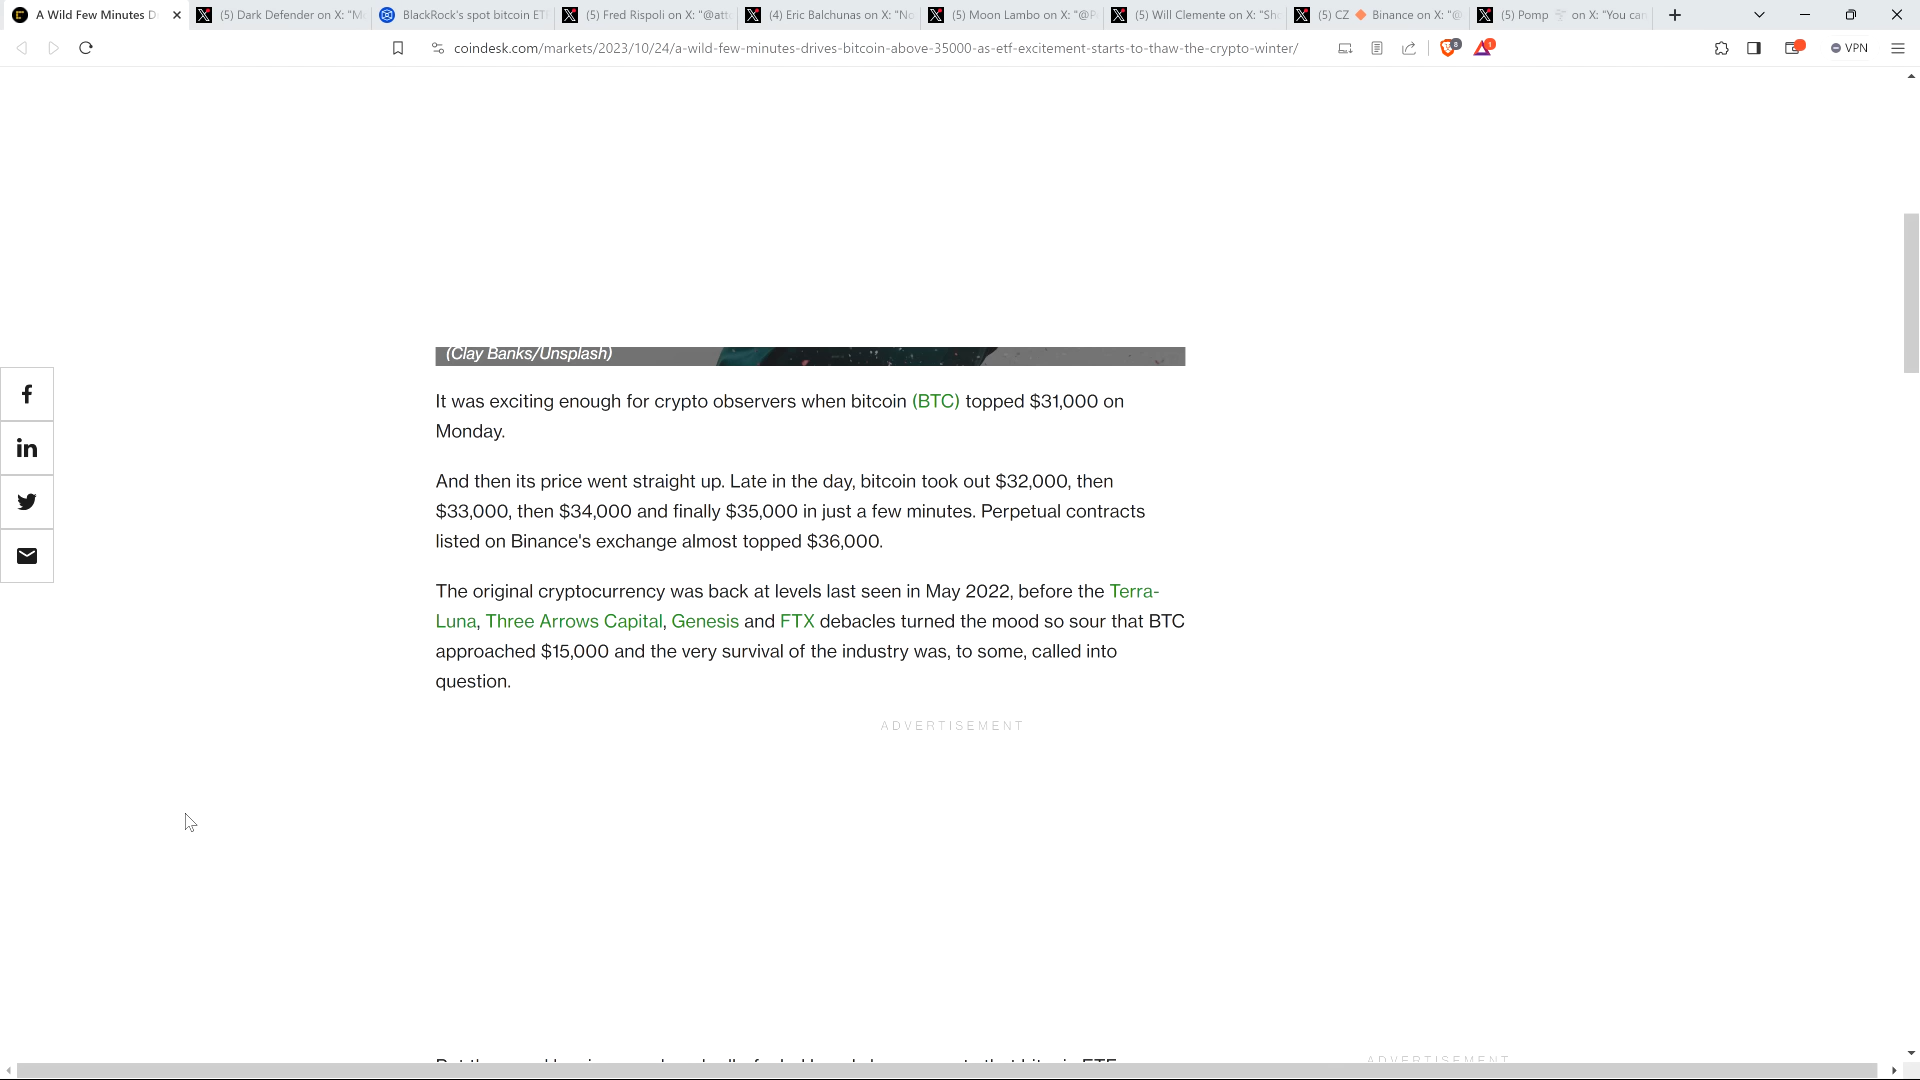 A Wild Few Minutes D
(5) Dark Defender on X: "M
BlackRock's spot bitcoin ET
(5) Fred Rispoli on X: "@att
(4) Eric Balchunas on X: "No
(5) Moon Lambo on X: "@P
(5) Will Clemente on X: "She
(5) CZ 🔶 Binance on X: "@
(5) Pomp 🌪 on X: "You can
coindesk.com/markets/2023/10/24/a-wild-few-minutes-drives-bitcoin-above-35000-as-etf-excitement-starts-to-thaw-the-crypto-winter/
8
1
VPN
(Clay Banks/Unsplash)
It was exciting enough for crypto observers when bitcoin (BTC) topped $31,000 on
Monday.
And then its price went straight up. Late in the day, bitcoin took out $32,000, then
$33,000, then $34,000 and finally $35,000 in just a few minutes. Perpetual contracts
listed on Binance's exchange almost topped $36,000.
The original cryptocurrency was back at levels last seen in May 2022, before the Terra-
Luna, Three Arrows Capital, Genesis and FTX debacles turned the mood so sour that BTC
approached $15,000 and the very survival of the industry was, to some, called into
question.
ADVERTISEMENT
ADVERTISEMENT